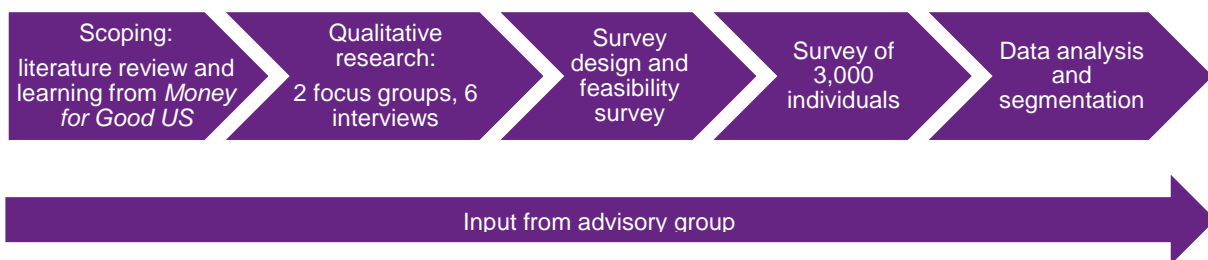 Scoping:
literature review and
learning from Money
for Good US
Qualitative
research:
2 focus groups, 6
interviews
Survey
design and
feasibility
survey
Survey of
3,000
individuals
Data analysis
and
segmentation
Input from advisory group